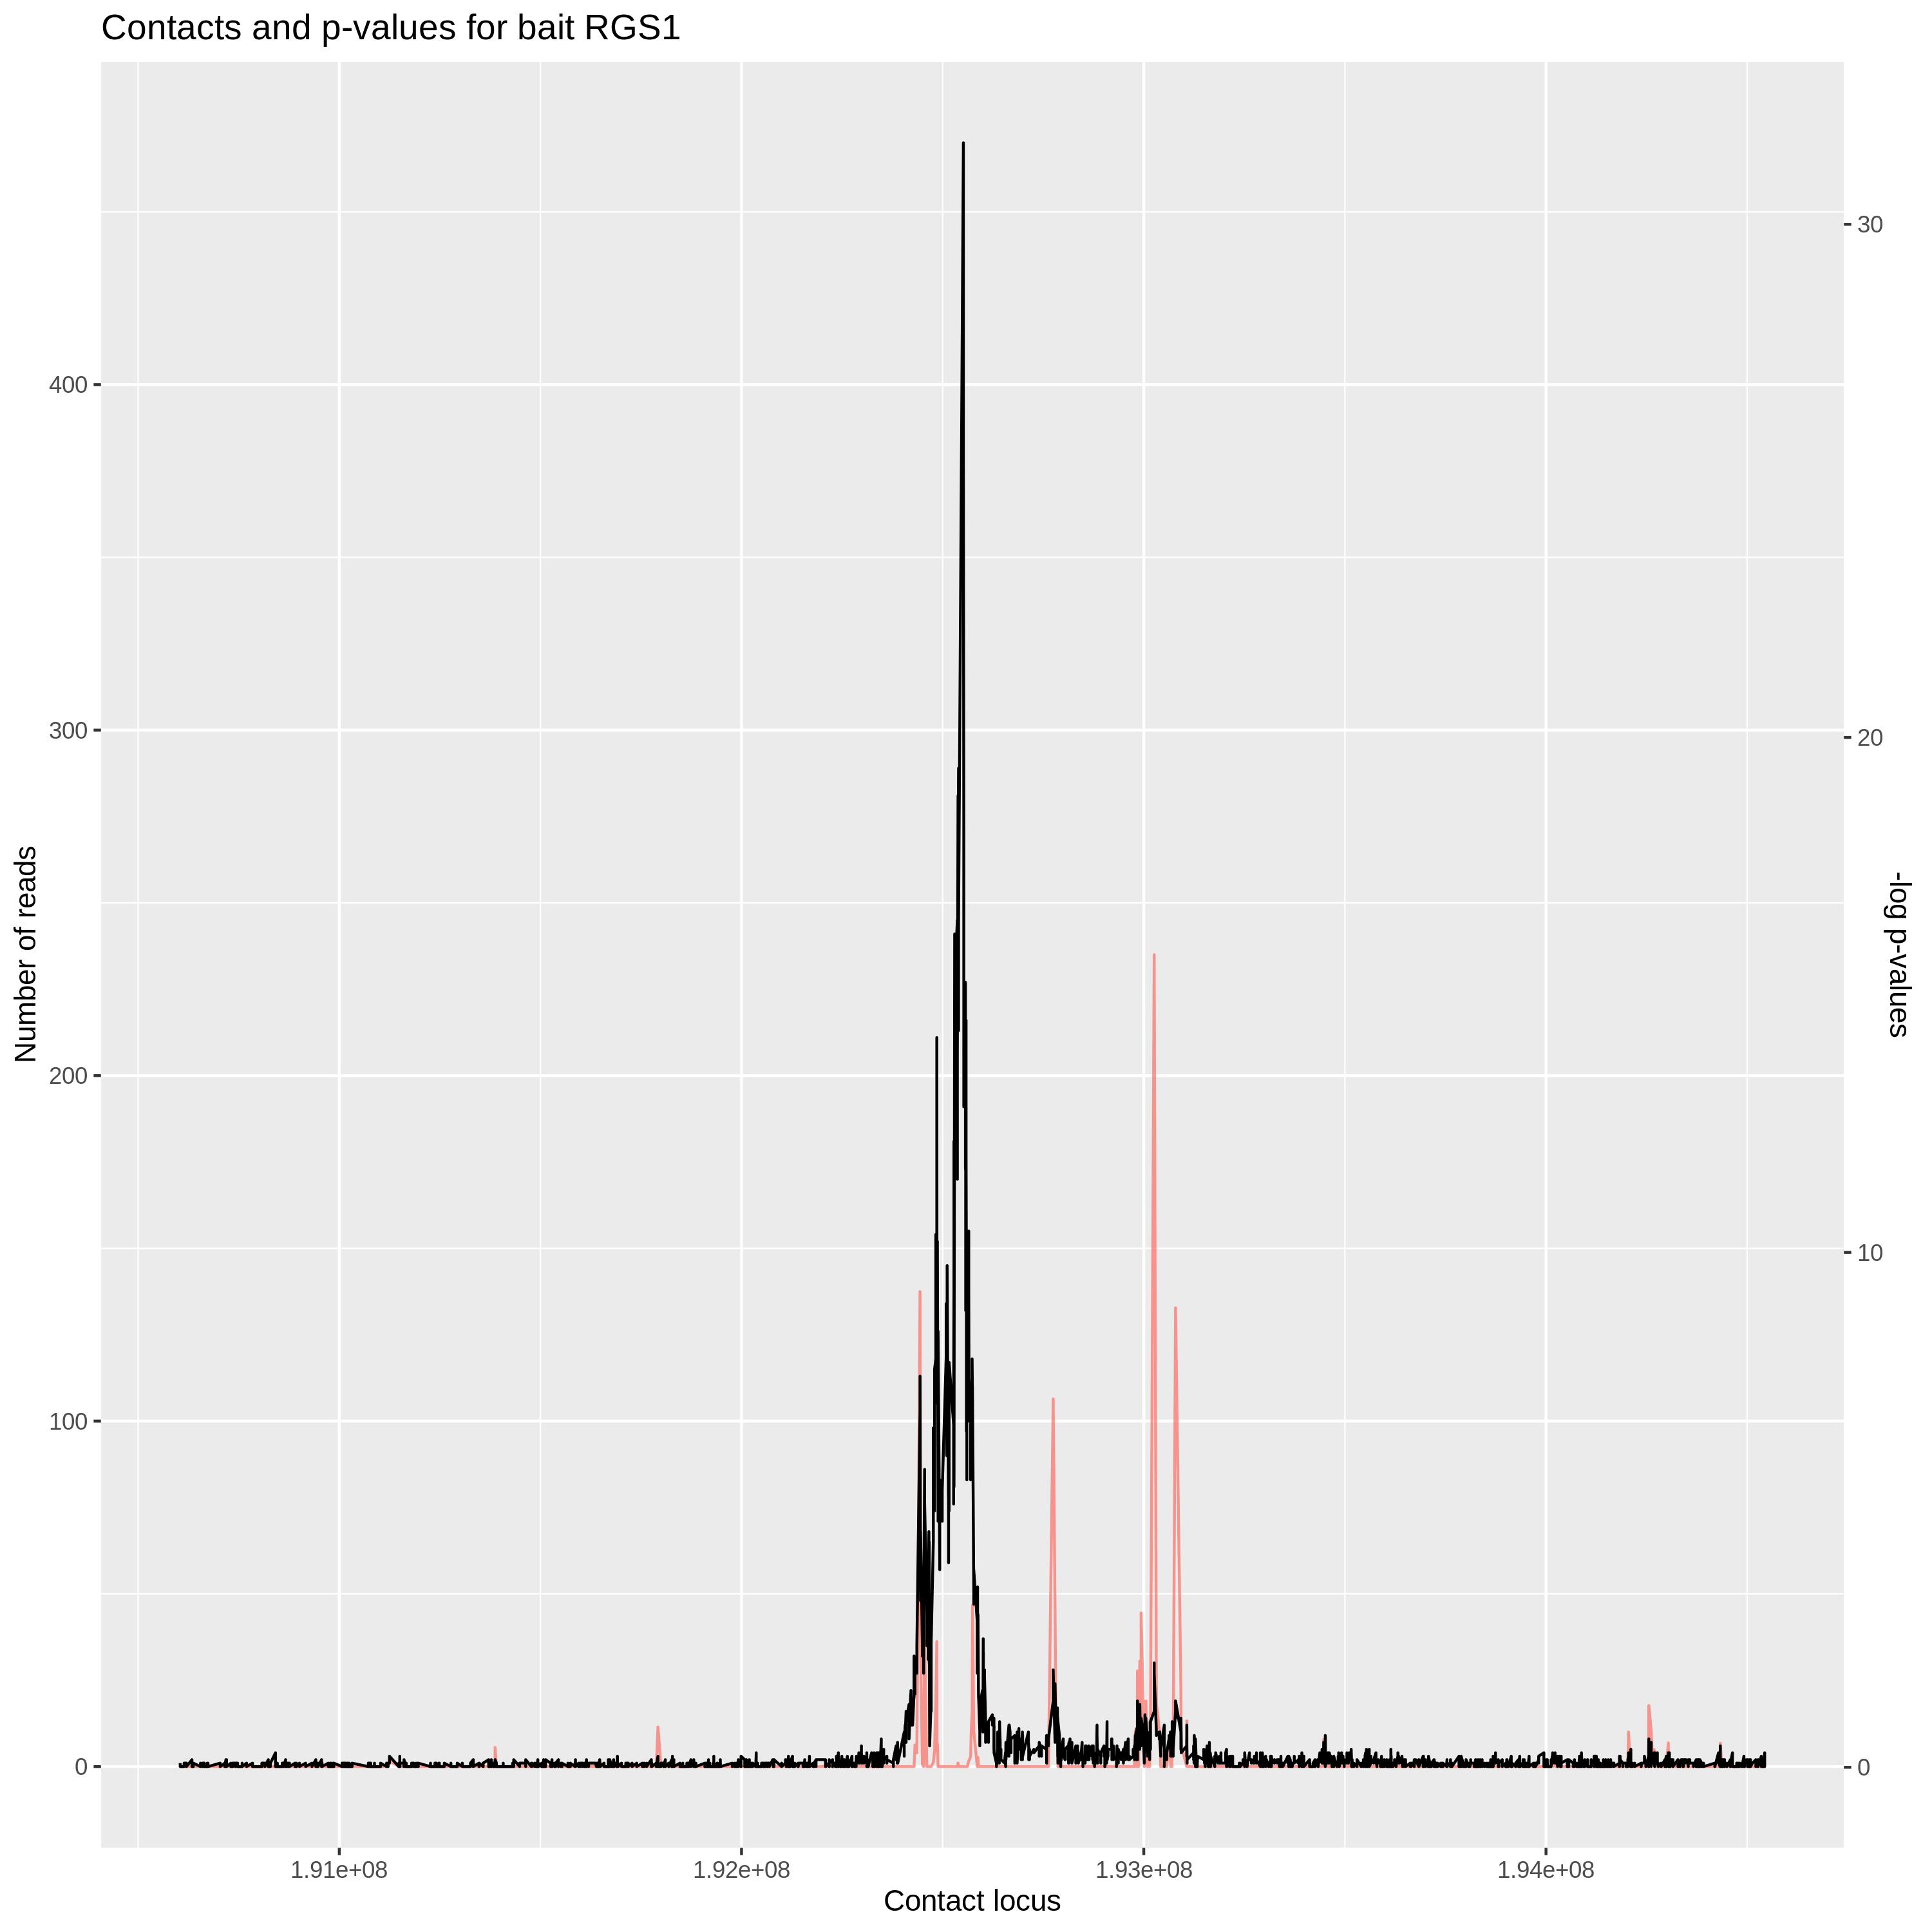 Contacts and p-values for bait RGS1
400
300
200
100
0
Number of reads
30
20
10
0
-log p-values
1.91e+08
1.92e+08
1.93e+08
1.94e+08
Contact locus